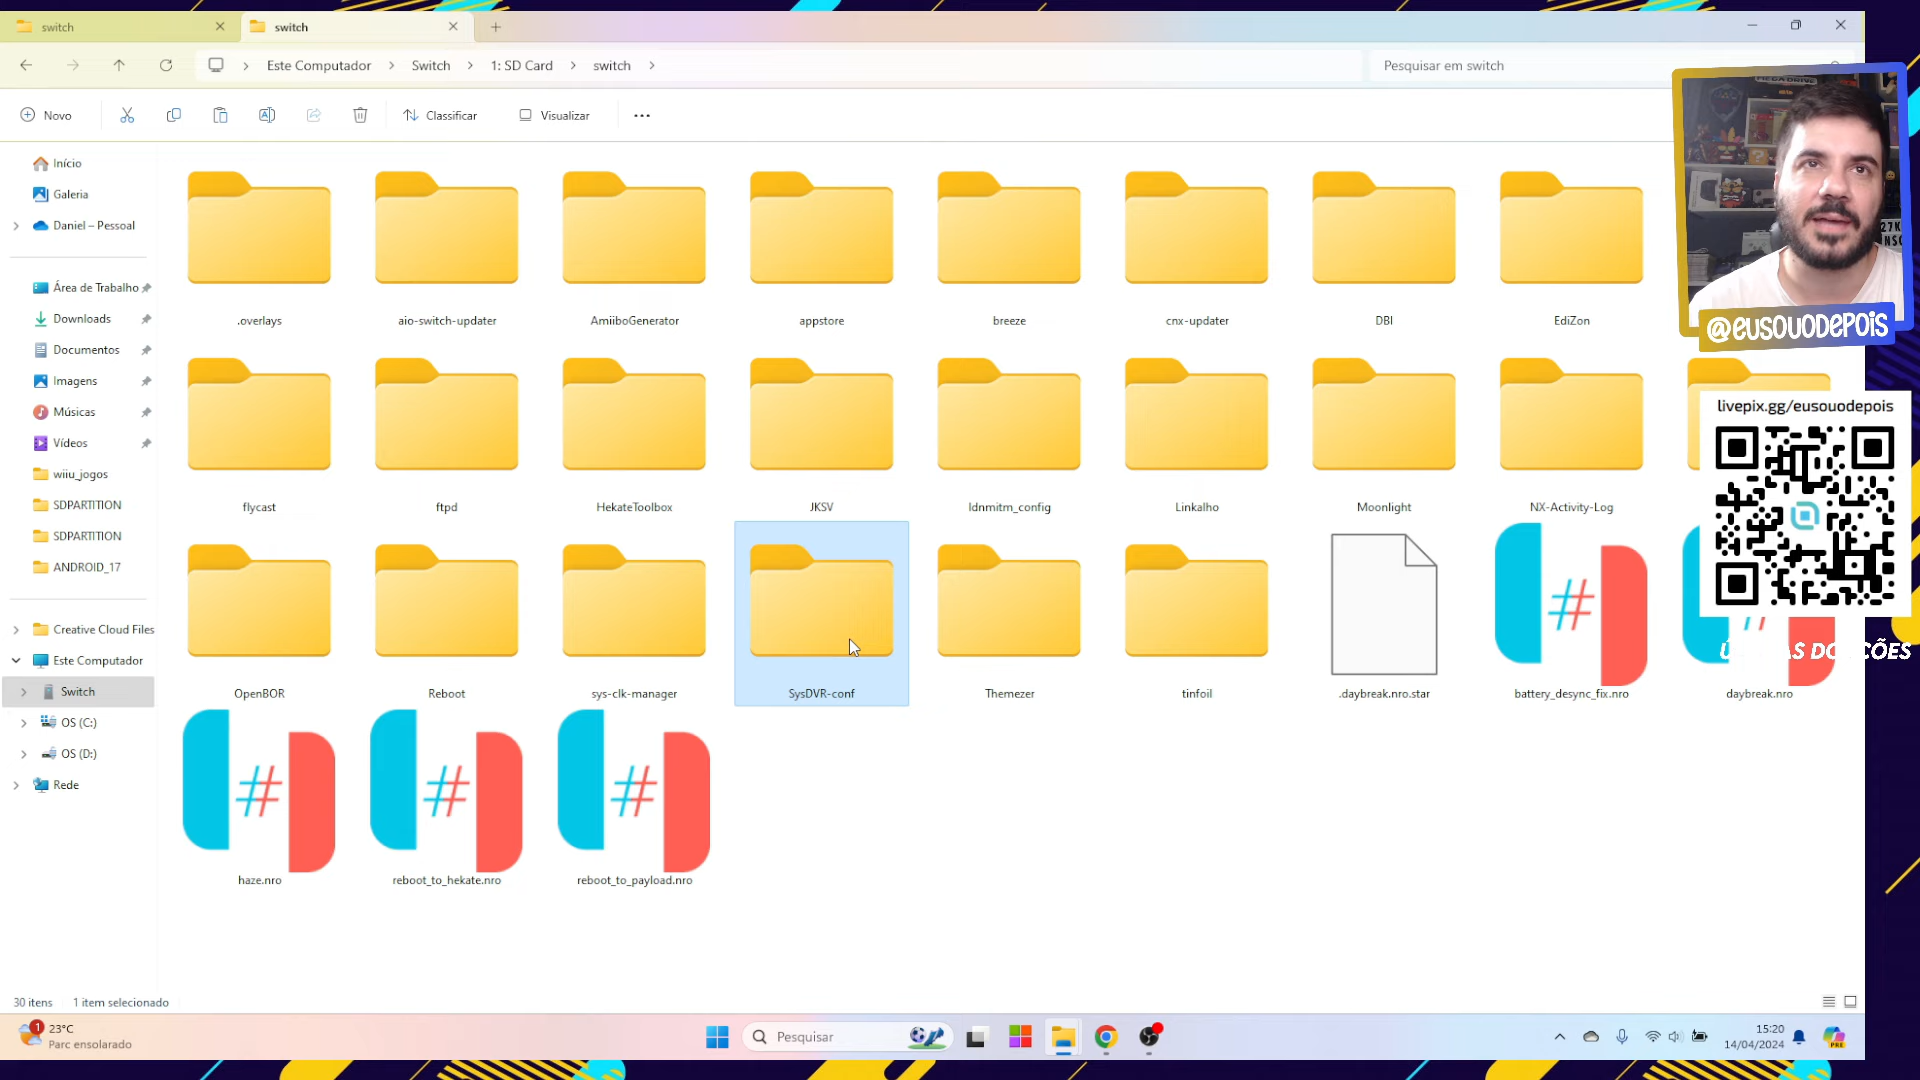 switch
switch
Este Computador
Switch
1: SD Card
switch
Pesquisar em switch
Novo
Classificar
Visualizar
Início
Galeria
Daniel – Pessoal
Área de Trabalho
Downloads
Documentos
Imagens
Músicas
Vídeos
wiiu_jogos
SDPARTITION
SDPARTITION
ANDROID_17
Creative Cloud Files
Este Computador
Switch
OS (C:)
OS (D:)
Rede
.overlays
aio-switch-updater
AmiiboGenerator
appstore
breeze
cnx-updater
DBI
EdiZon
flycast
ftpd
HekateToolbox
JKSV
ldnmitm_config
Linkalho
Moonlight
NX-Activity-Log
OpenBOR
Reboot
sys-clk-manager
SysDVR-conf
Themezer
tinfoil
.daybreak.nro.star
battery_desync_fix.nro
daybreak.nro
haze.nro
reboot_to_hekate.nro
reboot_to_payload.nro
@EUSOUODEPOIS
livepix.gg/eusouodepois
30 itens
1 item selecionado
1
23°C
Parc ensolarado
Pesquisar
15:20
14/04/2024
PRE